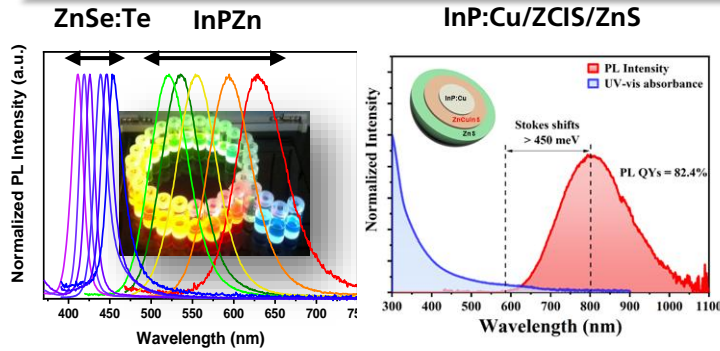 ZnSe:Te
InPZn
Normalized PL Intensity (a.u.)
400 450 500 550 600 650 700
Wavelength (nm)
InP:Cu/ZCIS/ZnS
PL Intensity
UV-vis absorbance
InP:Cu
ZnCuInS
ZnS
Stokes shifts
> 450 meV
PL QYs = 82.4%
Normalized Intensity
300 400 500 600 700 800 900 1000 1100
Wavelength (nm)